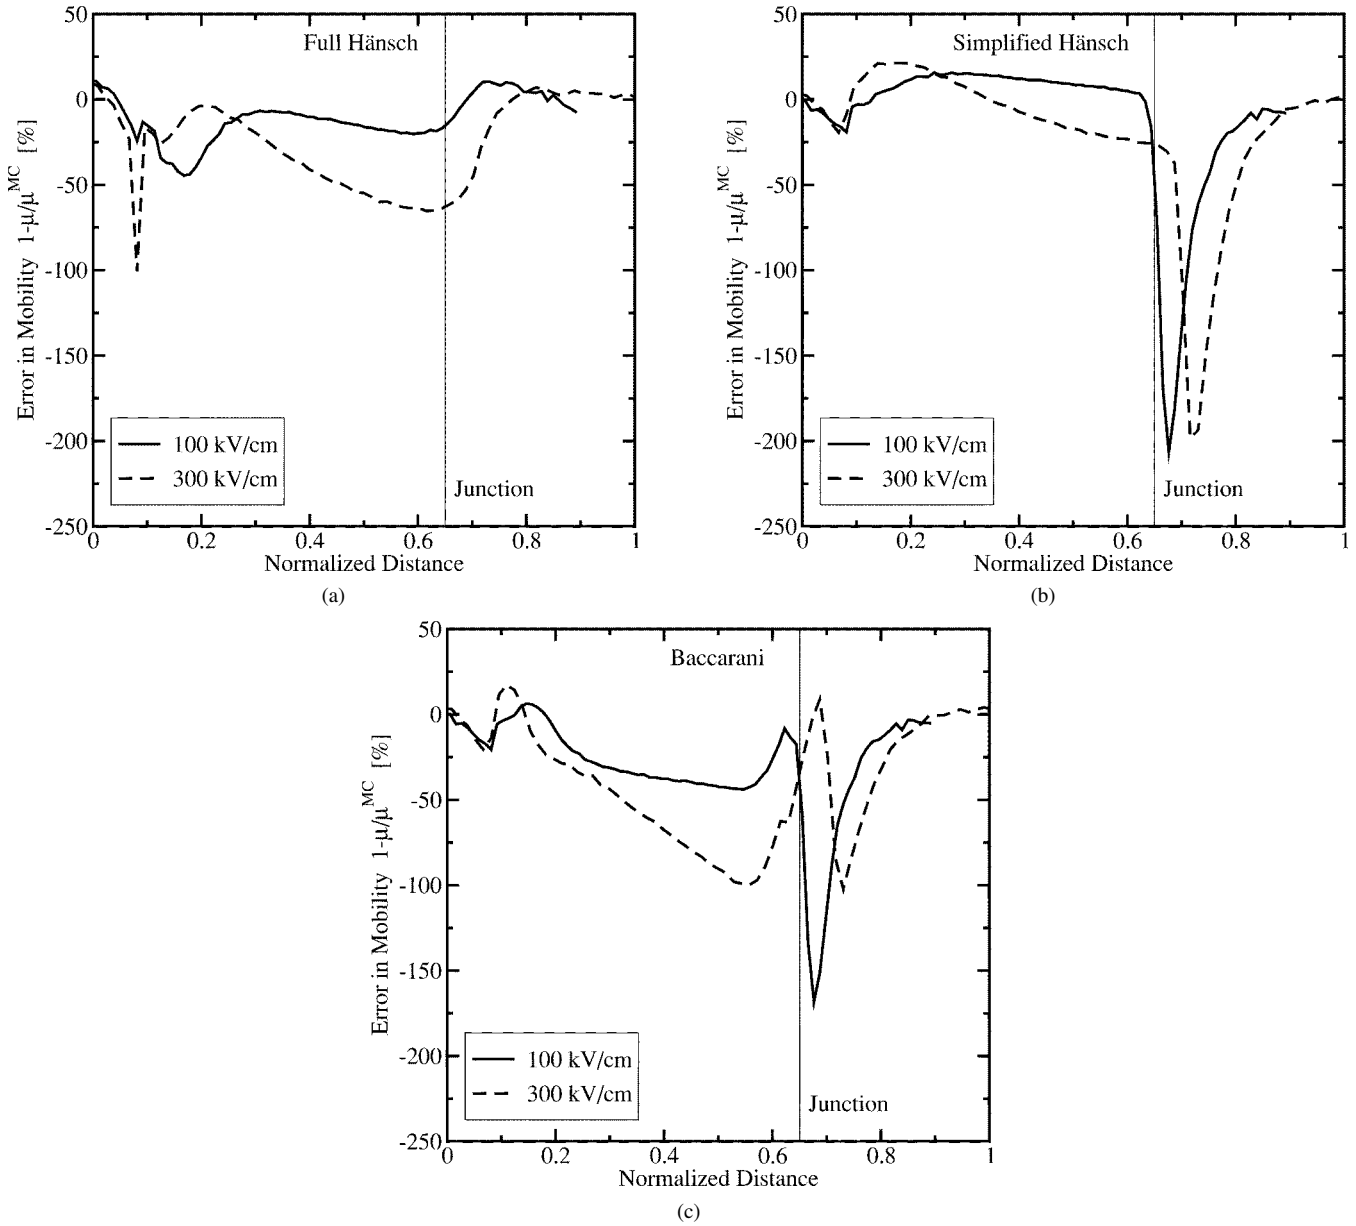 Full Hänsch
Error in Mobility 1-μ/μ^MC [%]
50
0
-50
-100
-150
-200
-250
100 kV/cm
300 kV/cm
Junction
0 0.2 0.4 0.6 0.8 1
Normalized Distance
(a)
Simplified Hänsch
Error in Mobility 1-μ/μ^MC [%]
50
0
-50
-100
-150
-200
-250
100 kV/cm
300 kV/cm
Junction
0 0.2 0.4 0.6 0.8 1
Normalized Distance
(b)
Baccarani
Error in Mobility 1-μ/μ^MC [%]
50
0
-50
-100
-150
-200
-250
100 kV/cm
300 kV/cm
Junction
0 0.2 0.4 0.6 0.8 1
Normalized Distance
(c)